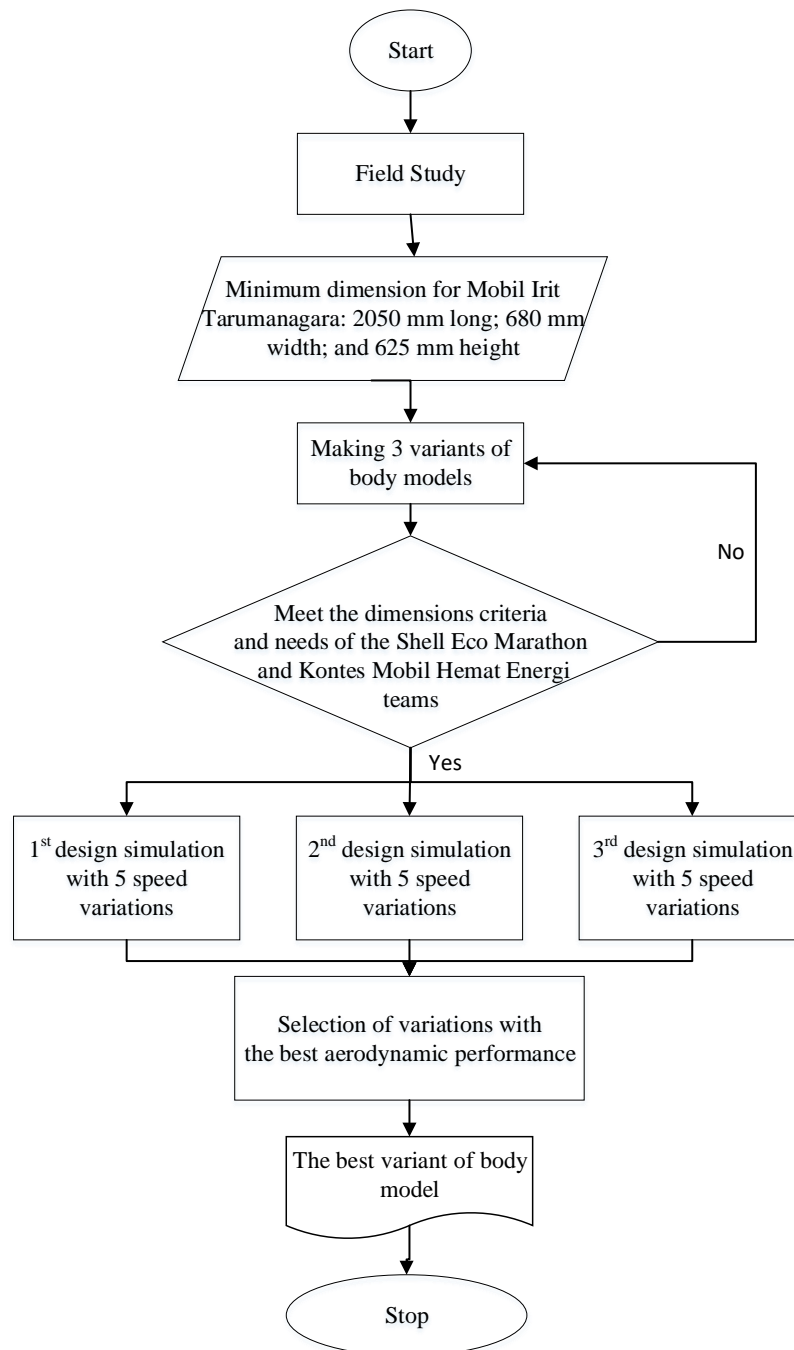 Start
Field Study
Minimum dimension for Mobil Irit
Tarumanagara: 2050 mm long; 680 mm
width; and 625 mm height
Making 3 variants of
body models
No
Meet the dimensions criteria
and needs of the Shell Eco Marathon
and Kontes Mobil Hemat Energi
teams
Yes
1st design simulation
with 5 speed
variations
2nd design simulation
with 5 speed
variations
3rd design simulation
with 5 speed
variations
Selection of variations with
the best aerodynamic performance
The best variant of body
model
Stop